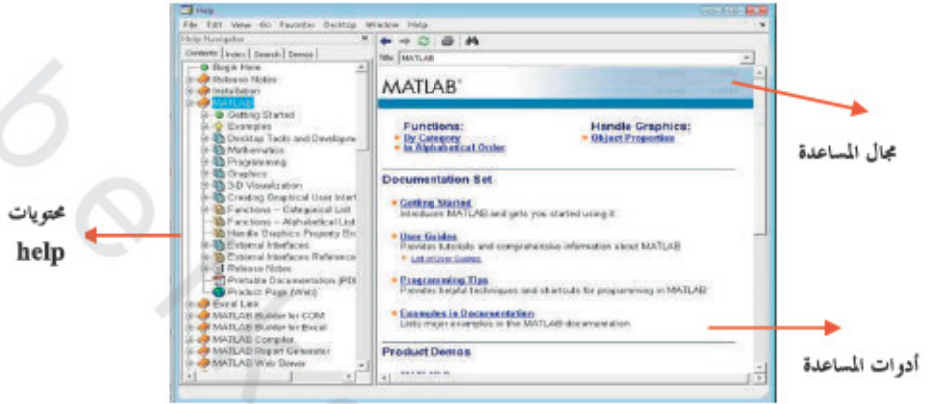 Help
File Edit View Go Favorites Desktop Window Help
Help Navigator
Contents Index Search Demos
Title: MATLAB
Begin Here
Release Notes
Installation
MATLAB
Getting Started
Examples
Desktop Tools and Developme
Mathematics
Programming
Graphics
3-D Visualization
Creating Graphical User Interf
Functions -- Categorical List
Functions -- Alphabetical List
Handle Graphics Property Bro
External Interfaces
External Interfaces Reference
Release Notes
Printable Documentation (PDF
Product Page (Web)
Excel Link
MATLAB Builder for COM
MATLAB Builder for Excel
MATLAB Compiler
MATLAB Report Generator
MATLAB Web Server
MATLAB®
Functions:
By Category
In Alphabetical Order
Handle Graphics:
Object Properties
Documentation Set
Getting Started
Introduces MATLAB and gets you started using it
User Guides
Provides tutorials and comprehensive information about MATLAB
List of User Guides
Programming Tips
Provides helpful techniques and shortcuts for programming in MATLAB
Examples in Documentation
Lists major examples in the MATLAB documentation
Product Demos
مجال المساعدة
محتويات
help
أدوات المساعدة